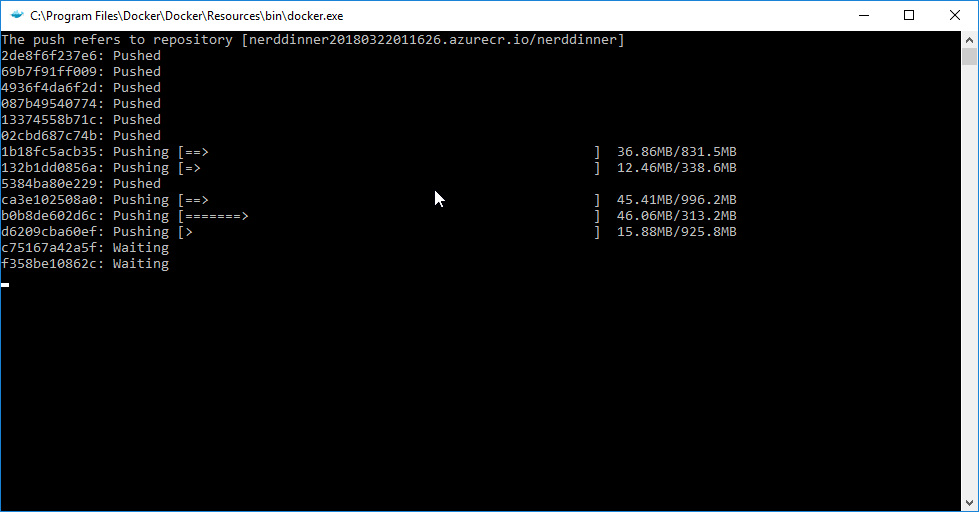 C:\Program Files\Docker\Docker\Resources\bin\docker.exe
The push refers to repository [nerddinner20180322011626.azurecr.io/nerddinner]
2de8f6f237e6: Pushed
69b7f91ff009: Pushed
4936f4da6f2d: Pushed
087b49540774: Pushed
13374558b71c: Pushed
02cbd687c74b: Pushed
1b18fc5acb35: Pushing [==>                                                ]  36.86MB/831.5MB
132b1dd0856a: Pushing [=>                                                 ]  12.46MB/338.6MB
5384ba80e229: Pushed
ca3e102508a0: Pushing [==>                                                ]  45.41MB/996.2MB
b0b8de602d6c: Pushing [=======>                                           ]  46.06MB/313.2MB
d6209cba60ef: Pushing [>                                                  ]  15.88MB/925.8MB
c75167a42a5f: Waiting
f358be10862c: Waiting